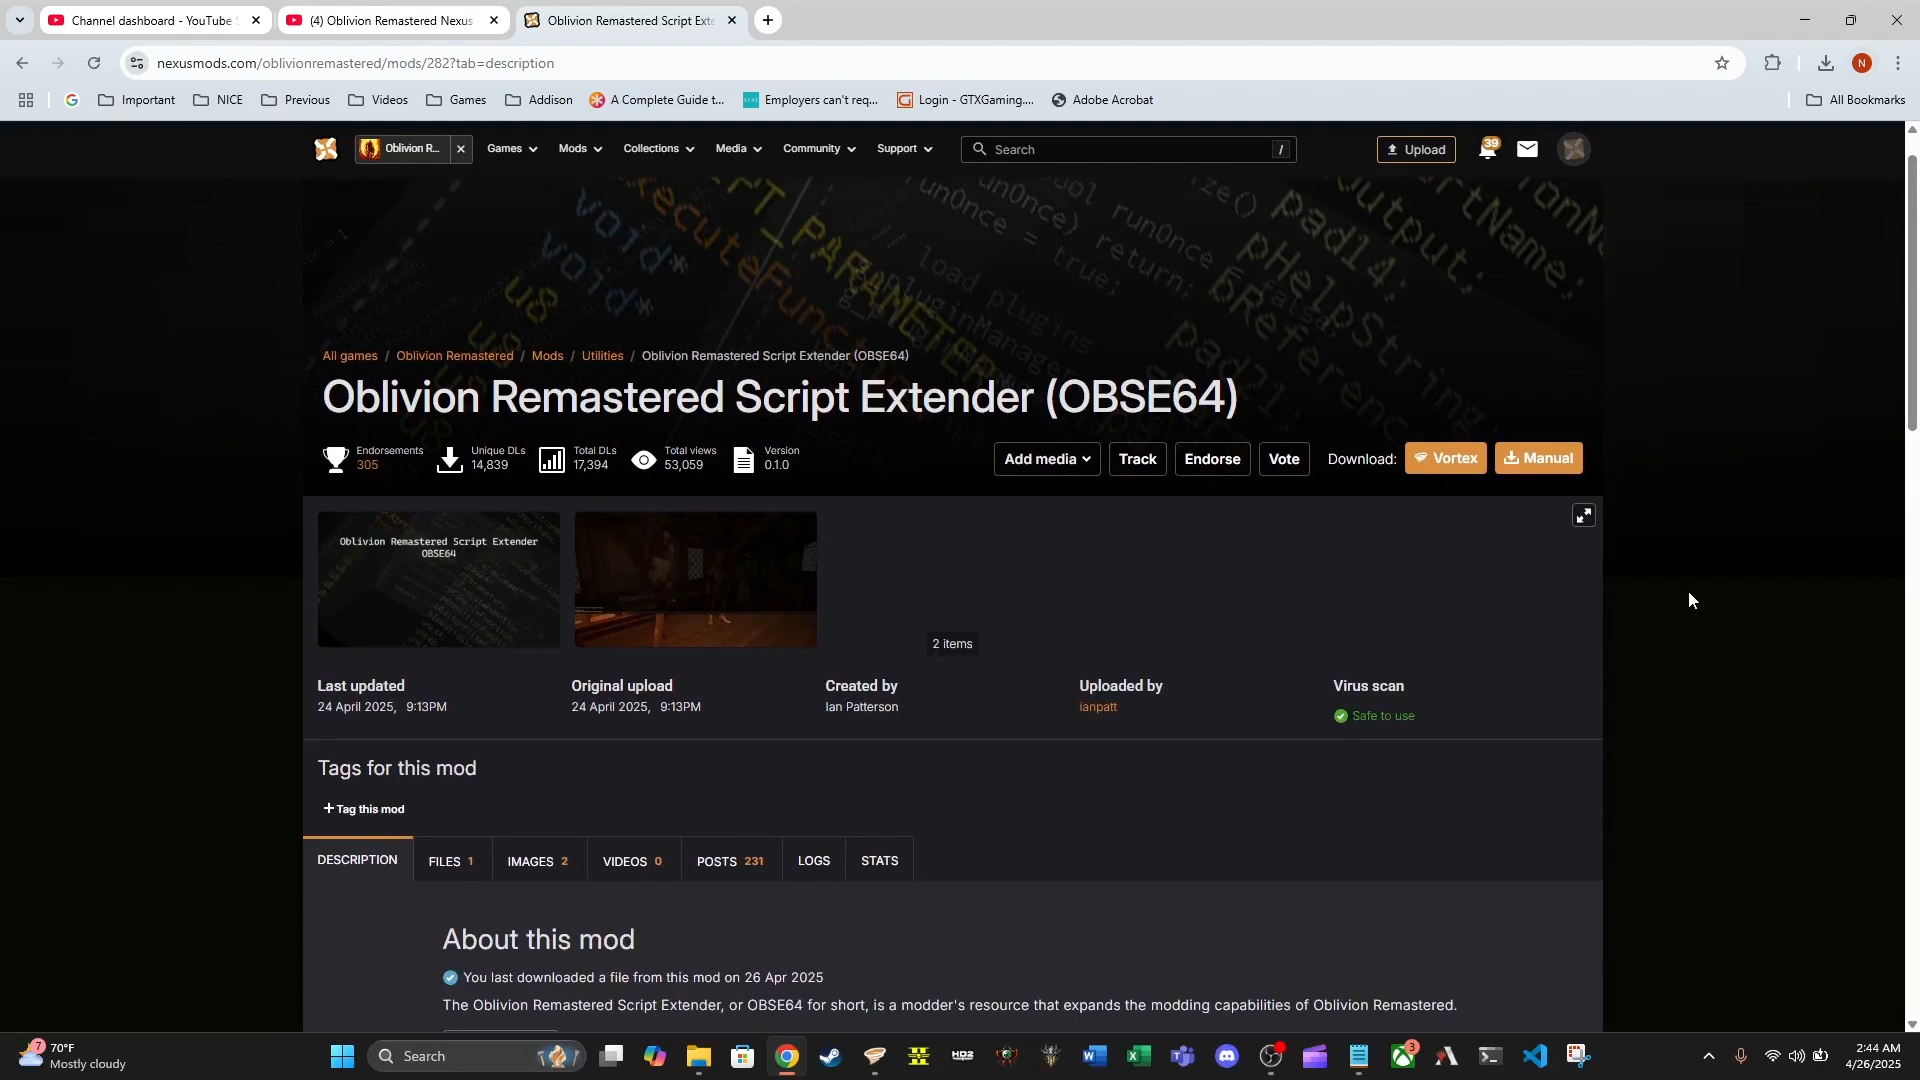 Channel dashboard - YouTube S
(4) Oblivion Remastered Nexus
Oblivion Remastered Script Exte
nexusmods.com/oblivionremastered/mods/282?tab=description
N
Important
NICE
Previous
Videos
Games
Addison
A Complete Guide t...
Employers can't req...
Login - GTXGaming....
Adobe Acrobat
All Bookmarks
Oblivion R...
Games
Mods
Collections
Media
Community
Support
Search
/
Upload
39
All games / Oblivion Remastered / Mods / Utilities / Oblivion Remastered Script Extender (OBSE64)
Oblivion Remastered Script Extender (OBSE64)
Endorsements
305
Unique DLs
14,839
Total DLs
17,394
Total views
53,059
Version
0.1.0
Add media
Track
Endorse
Vote
Download:
Vortex
Manual
Oblivion Remastered Script Extender
OBSE64
2 items
Last updated
24 April 2025, 9:13PM
Original upload
24 April 2025, 9:13PM
Created by
Ian Patterson
Uploaded by
ianpatt
Virus scan
Safe to use
Tags for this mod
+ Tag this mod
DESCRIPTION
FILES 1
IMAGES 2
VIDEOS 0
POSTS 231
LOGS
STATS
About this mod
You last downloaded a file from this mod on 26 Apr 2025
The Oblivion Remastered Script Extender, or OBSE64 for short, is a modder's resource that expands the modding capabilities of Oblivion Remastered.
7
70°F
Mostly cloudy
Search
HD2
3
2:44 AM
4/26/2025